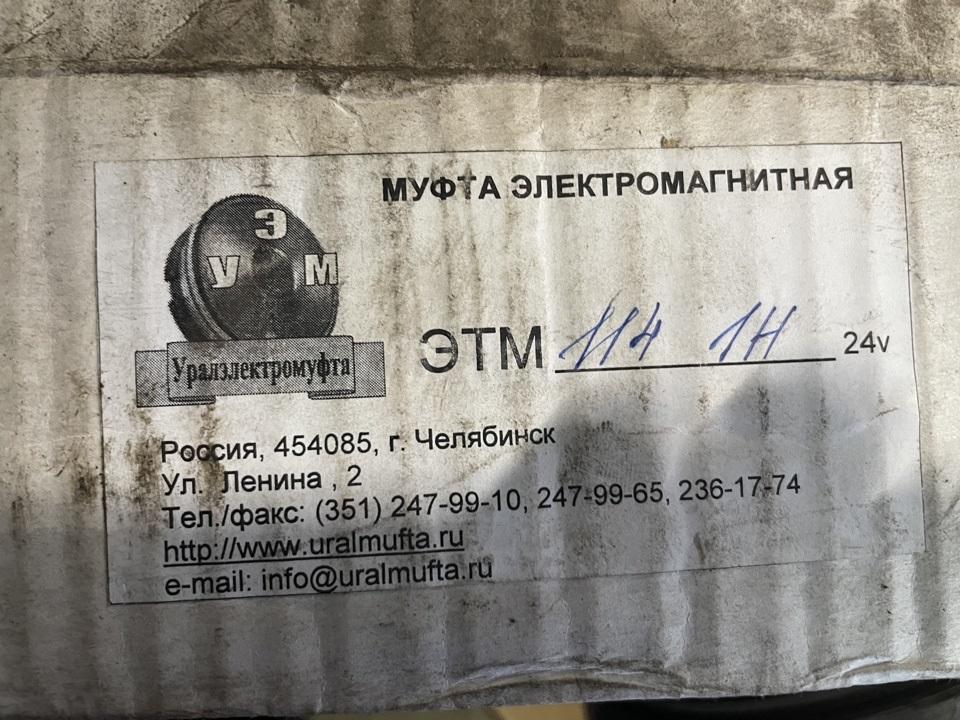 МУФТА ЭЛЕКТРОМАГНИТНАЯ
У Э М
Уралэлектромуфта
ЭТМ 114 1Н 24v
Россия, 454085, г. Челябинск
Ул. Ленина , 2
Тел./факс: (351) 247-99-10, 247-99-65, 236-17-74
http://www.uralmufta.ru
e-mail: info@uralmufta.ru